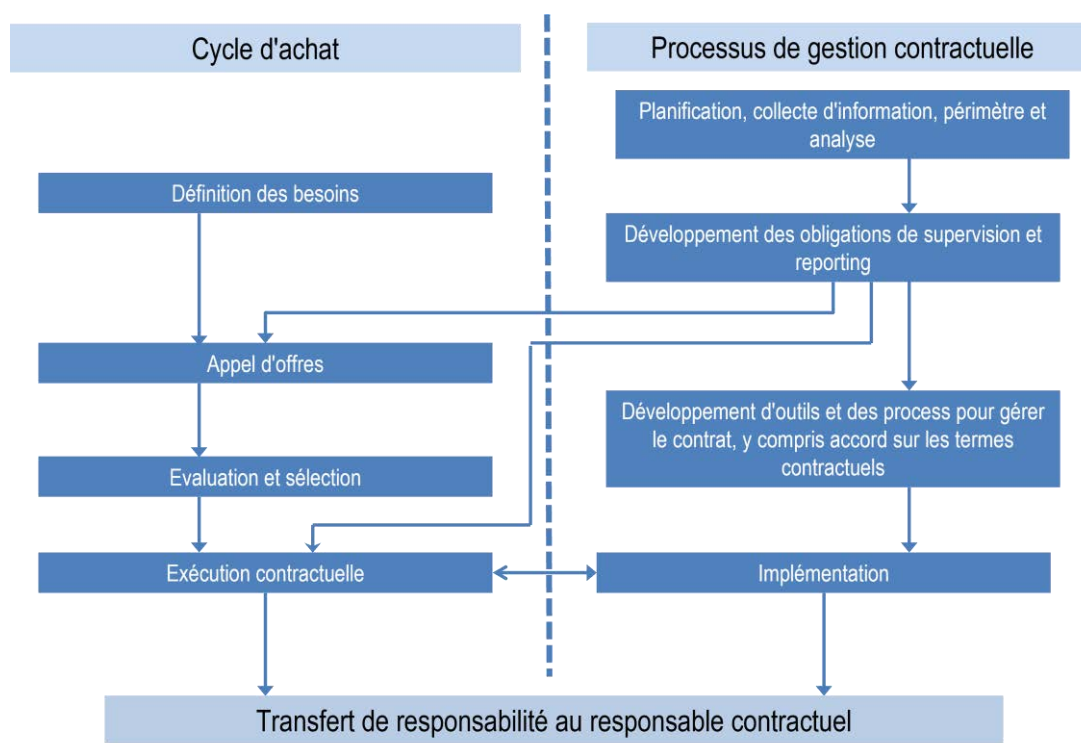 Cycle d'achat
Définition des besoins
Appel d'offres
Evaluation et sélection
Exécution contractuelle
Processus de gestion contractuelle
Planification, collecte d'information, périmètre et
analyse
Développement des obligations de supervision et
reporting
Développement d'outils et des process pour gérer
le contrat, y compris accord sur les termes
contractuels
Implémentation
Transfert de responsabilité au responsable contractuel